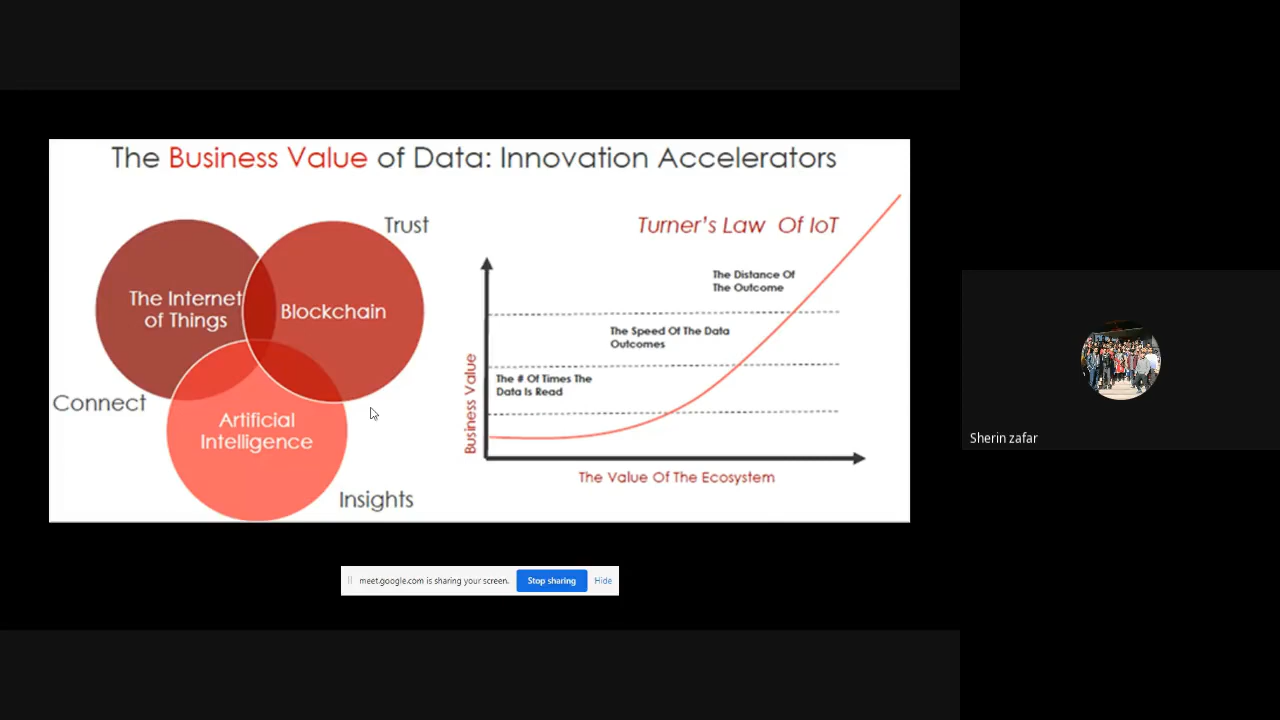 The Business Value of Data: Innovation Accelerators
Trust
The Internet
of Things
Blockchain
Connect
Artificial
Intelligence
Insights
Turner's Law Of IoT
The Distance Of
The Outcome
The Speed Of The Data
Outcomes
The # Of Times The
Data Is Read
Business Value
The Value Of The Ecosystem
Sherin zafar
meet.google.com is sharing your screen.
Stop sharing
Hide